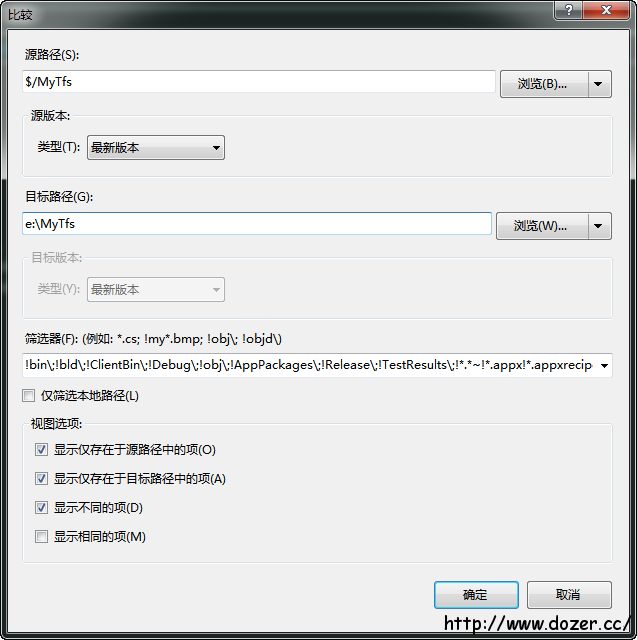 比较
源路径(S):
$/MyTfs
浏览(B)...
源版本:
类型(T): 最新版本
目标路径(G):
e:\MyTfs
浏览(W)...
目标版本:
类型(Y): 最新版本
筛选器(F): (例如: *.cs; !my*.bmp; !obj\; !objd\)
!bin\;!bld\;!ClientBin\;!Debug\;!obj\;!AppPackages\;!Release\;!TestResults\;!*.*~!*.appx!*.appxrecip
仅筛选本地路径(L)
视图选项:
显示仅存在于源路径中的项(O)
显示仅存在于目标路径中的项(A)
显示不同的项(D)
显示相同的项(M)
确定
取消
http://www.dozer.cc/